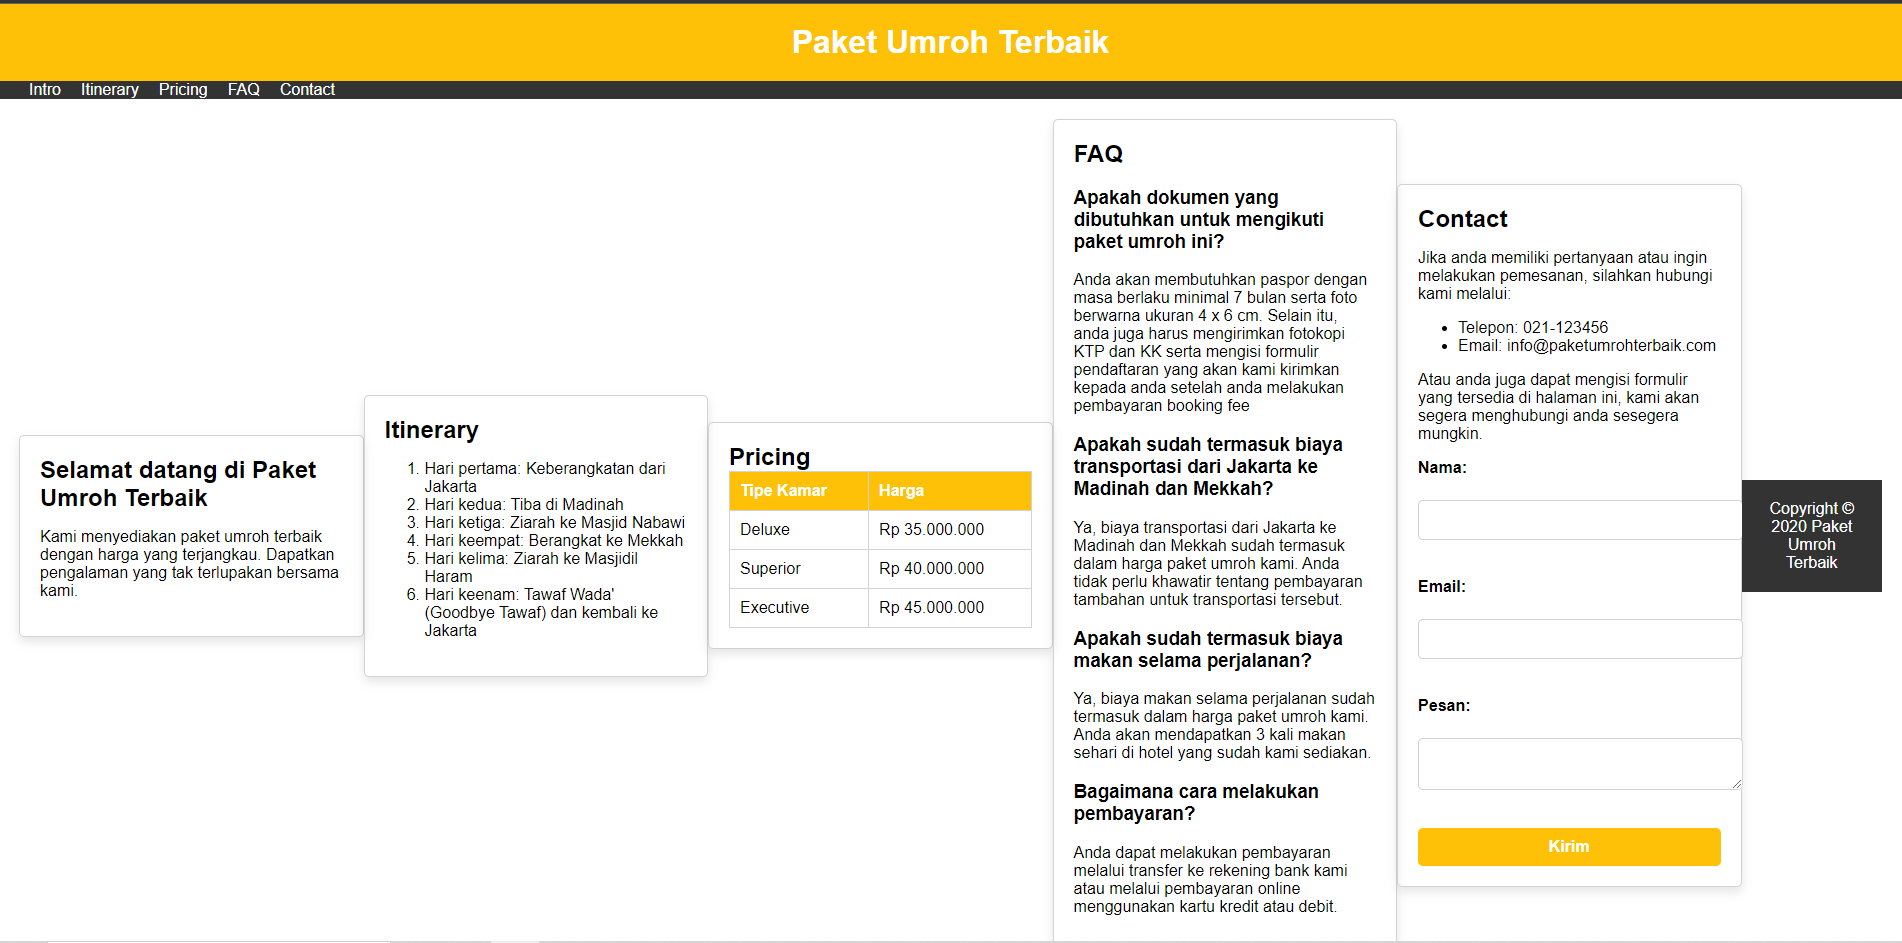 Paket Umroh Terbaik
Intro Itinerary Pricing FAQ Contact
Selamat datang di Paket
Umroh Terbaik
Kami menyediakan paket umroh terbaik
dengan harga yang terjangkau. Dapatkan
pengalaman yang tak terlupakan bersama
kami.
Itinerary
1. Hari pertama: Keberangkatan dari
Jakarta
2. Hari kedua: Tiba di Madinah
3. Hari ketiga: Ziarah ke Masjid Nabawi
4. Hari keempat: Berangkat ke Mekkah
5. Hari kelima: Ziarah ke Masjidil
Haram
6. Hari keenam: Tawaf Wada'
(Goodbye Tawaf) dan kembali ke
Jakarta
Pricing
Tipe Kamar Harga
Deluxe Rp 35.000.000
Superior Rp 40.000.000
Executive Rp 45.000.000
FAQ
Apakah dokumen yang
dibutuhkan untuk mengikuti
paket umroh ini?
Anda akan membutuhkan paspor dengan
masa berlaku minimal 7 bulan serta foto
berwarna ukuran 4 x 6 cm. Selain itu,
anda juga harus mengirimkan fotokopi
KTP dan KK serta mengisi formulir
pendaftaran yang akan kami kirimkan
kepada anda setelah anda melakukan
pembayaran booking fee
Apakah sudah termasuk biaya
transportasi dari Jakarta ke
Madinah dan Mekkah?
Ya, biaya transportasi dari Jakarta ke
Madinah dan Mekkah sudah termasuk
dalam harga paket umroh kami. Anda
tidak perlu khawatir tentang pembayaran
tambahan untuk transportasi tersebut.
Apakah sudah termasuk biaya
makan selama perjalanan?
Ya, biaya makan selama perjalanan sudah
termasuk dalam harga paket umroh kami.
Anda akan mendapatkan 3 kali makan
sehari di hotel yang sudah kami sediakan.
Bagaimana cara melakukan
pembayaran?
Anda dapat melakukan pembayaran
melalui transfer ke rekening bank kami
atau melalui pembayaran online
menggunakan kartu kredit atau debit.
Contact
Jika anda memiliki pertanyaan atau ingin
melakukan pemesanan, silahkan hubungi
kami melalui:
• Telepon: 021-123456
• Email: info@paketumrohterbaik.com
Atau anda juga dapat mengisi formulir
yang tersedia di halaman ini, kami akan
segera menghubungi anda sesegera
mungkin.
Nama:
Email:
Pesan:
Kirim
Copyright ©
2020 Paket
Umroh
Terbaik